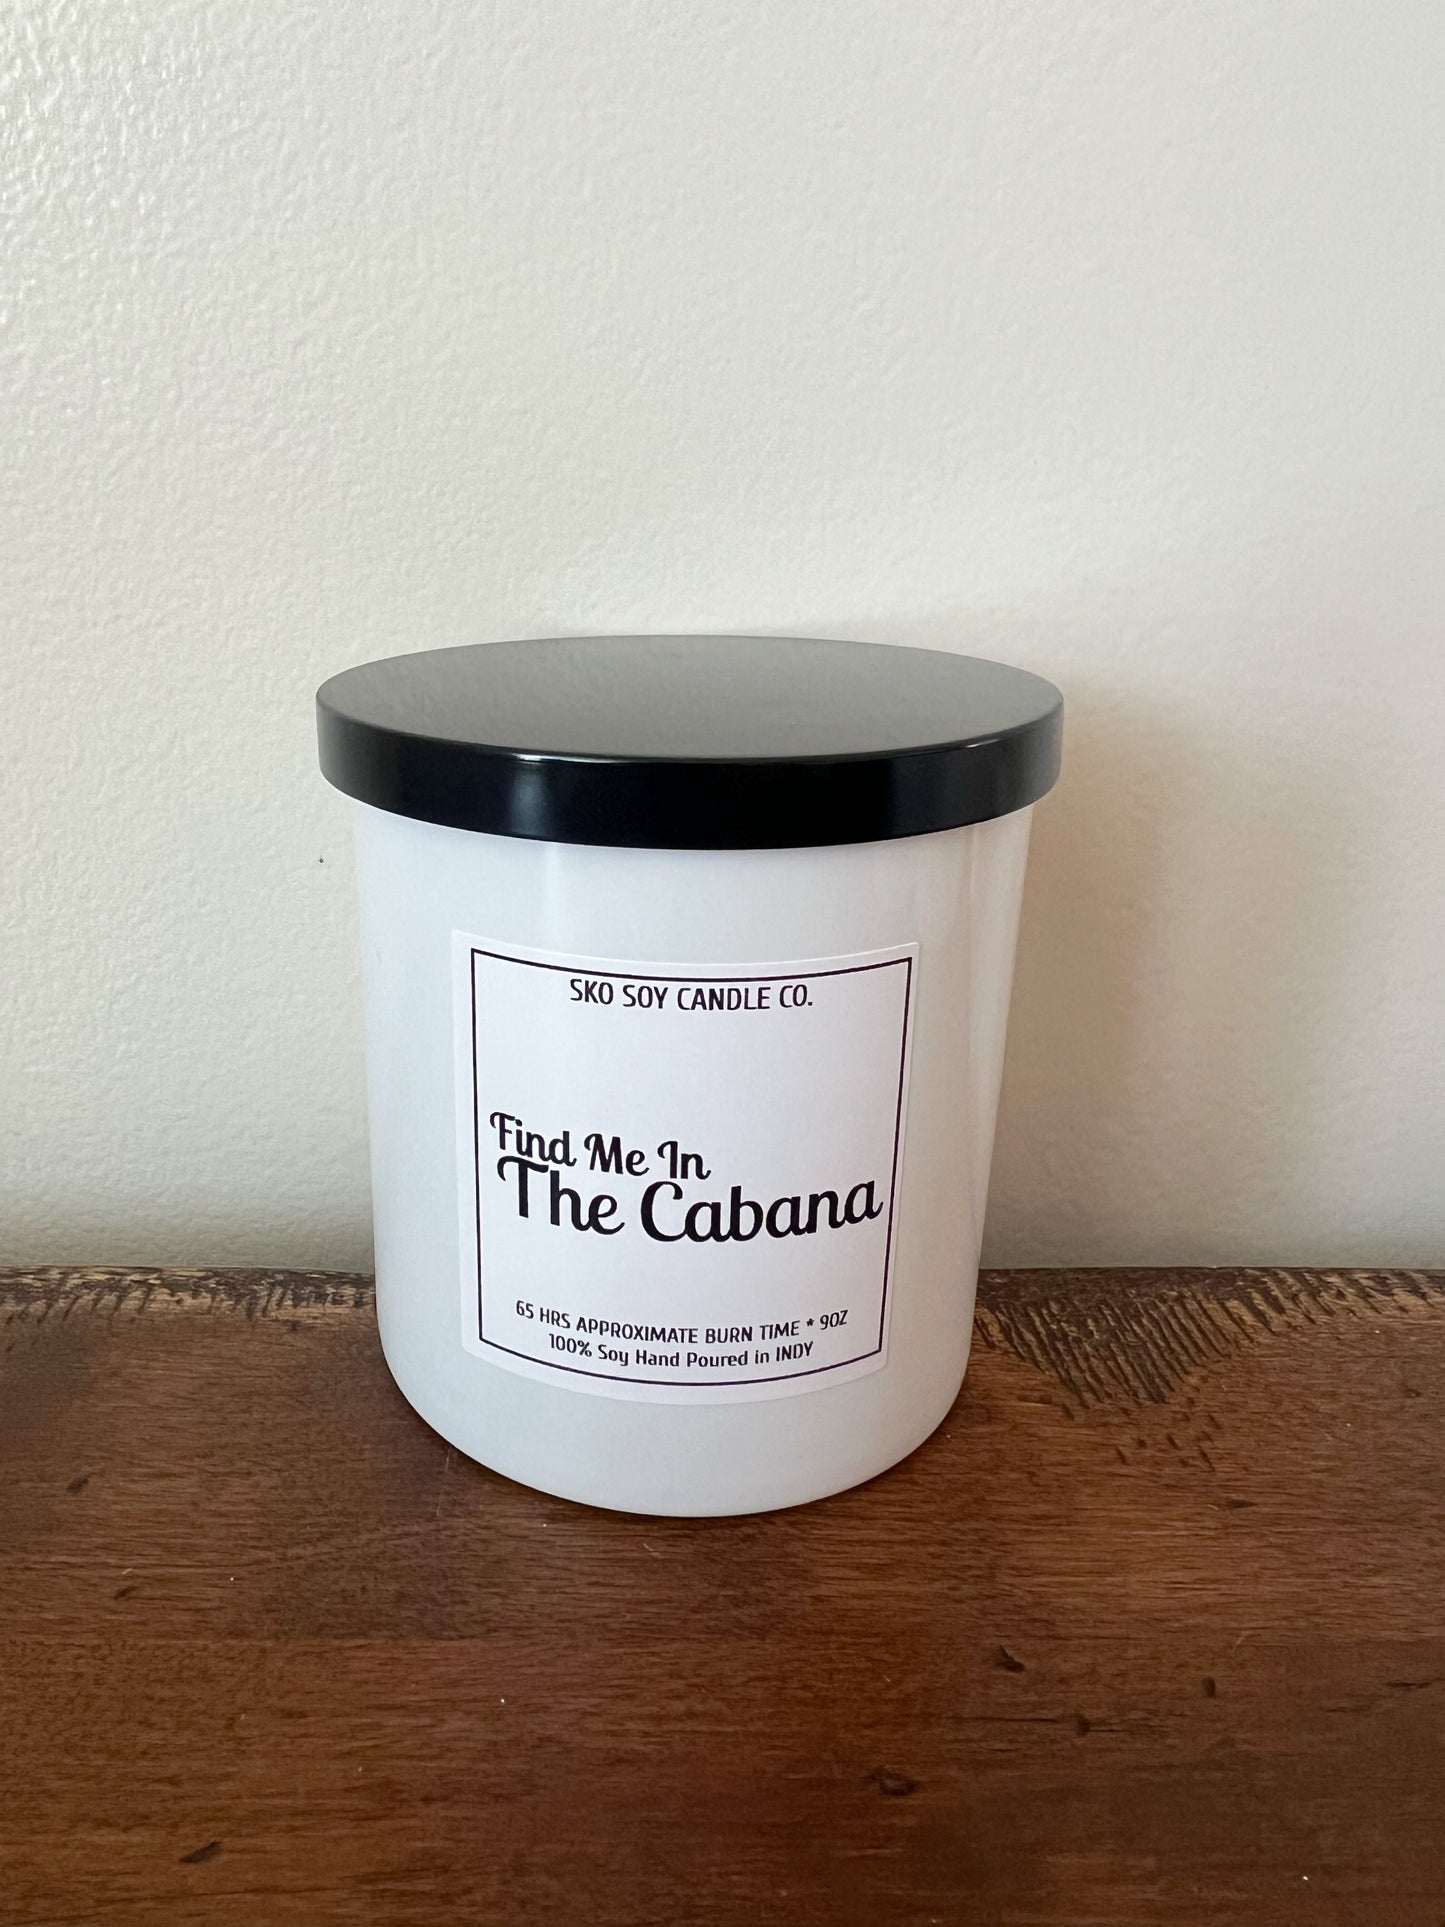 SKO SOY CANDLE CO.
Find Me In
The Cabana
65 HRS APPROXIMATE BURN TIME * 9OZ
100% Soy Hand Poured in INDY